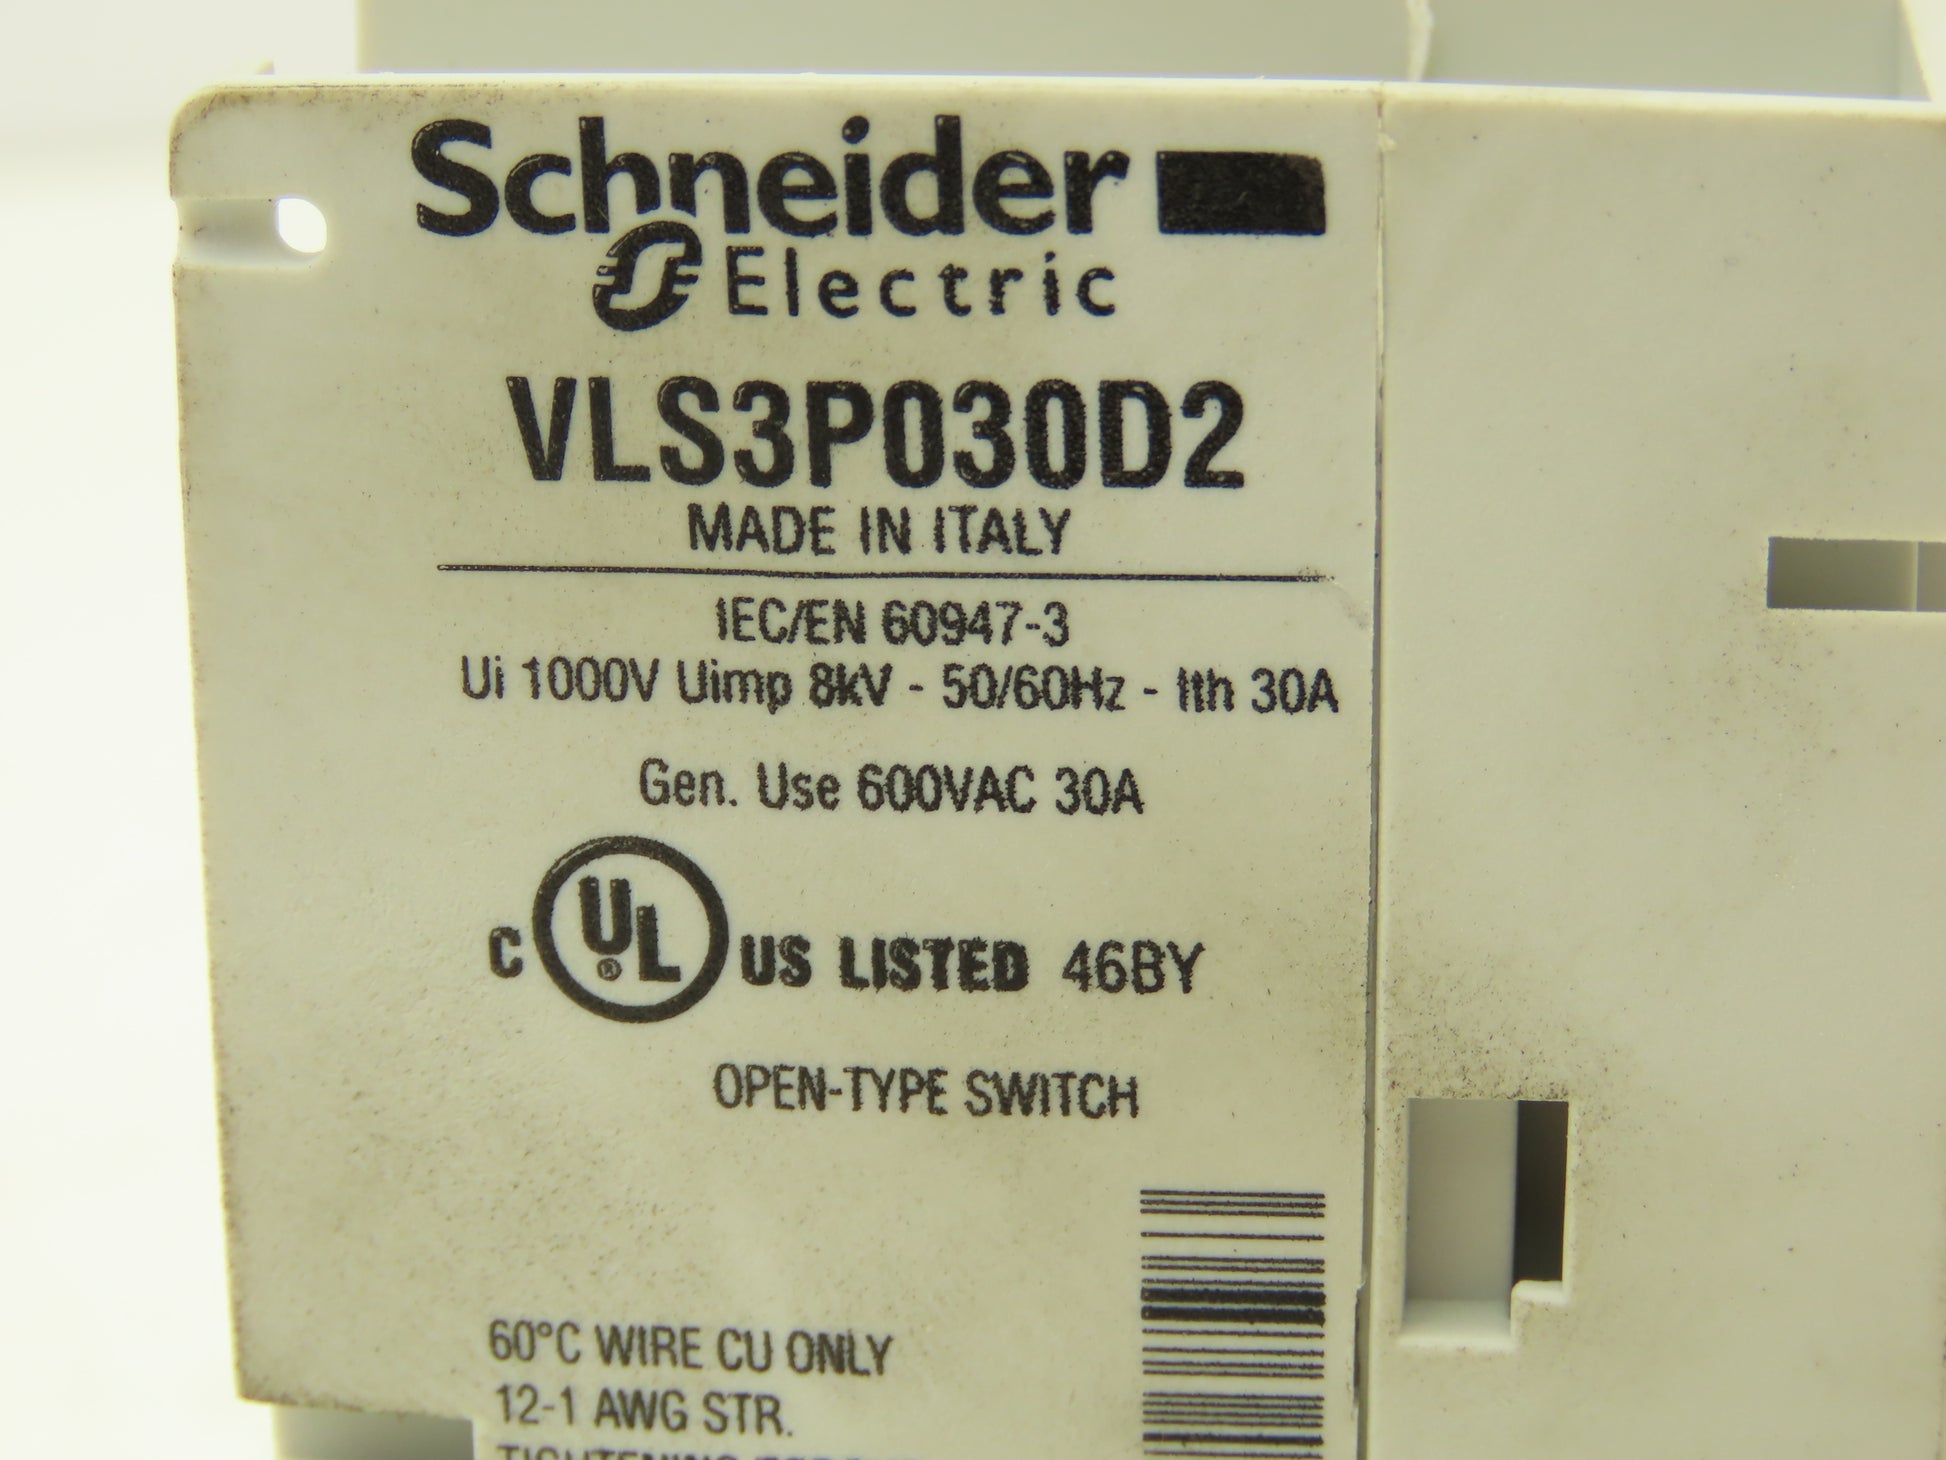 Schneider
Electric
VLS3P030D2
MADE IN ITALY
IEC/EN 60947-3
Ui 1000V Uimp 8kV - 50/60Hz - Ith 30A
Gen. Use 600VAC 30A
C UL® US LISTED 46BY
OPEN-TYPE SWITCH
60°C WIRE CU ONLY
12-1 AWG STR.
TIGHTENING